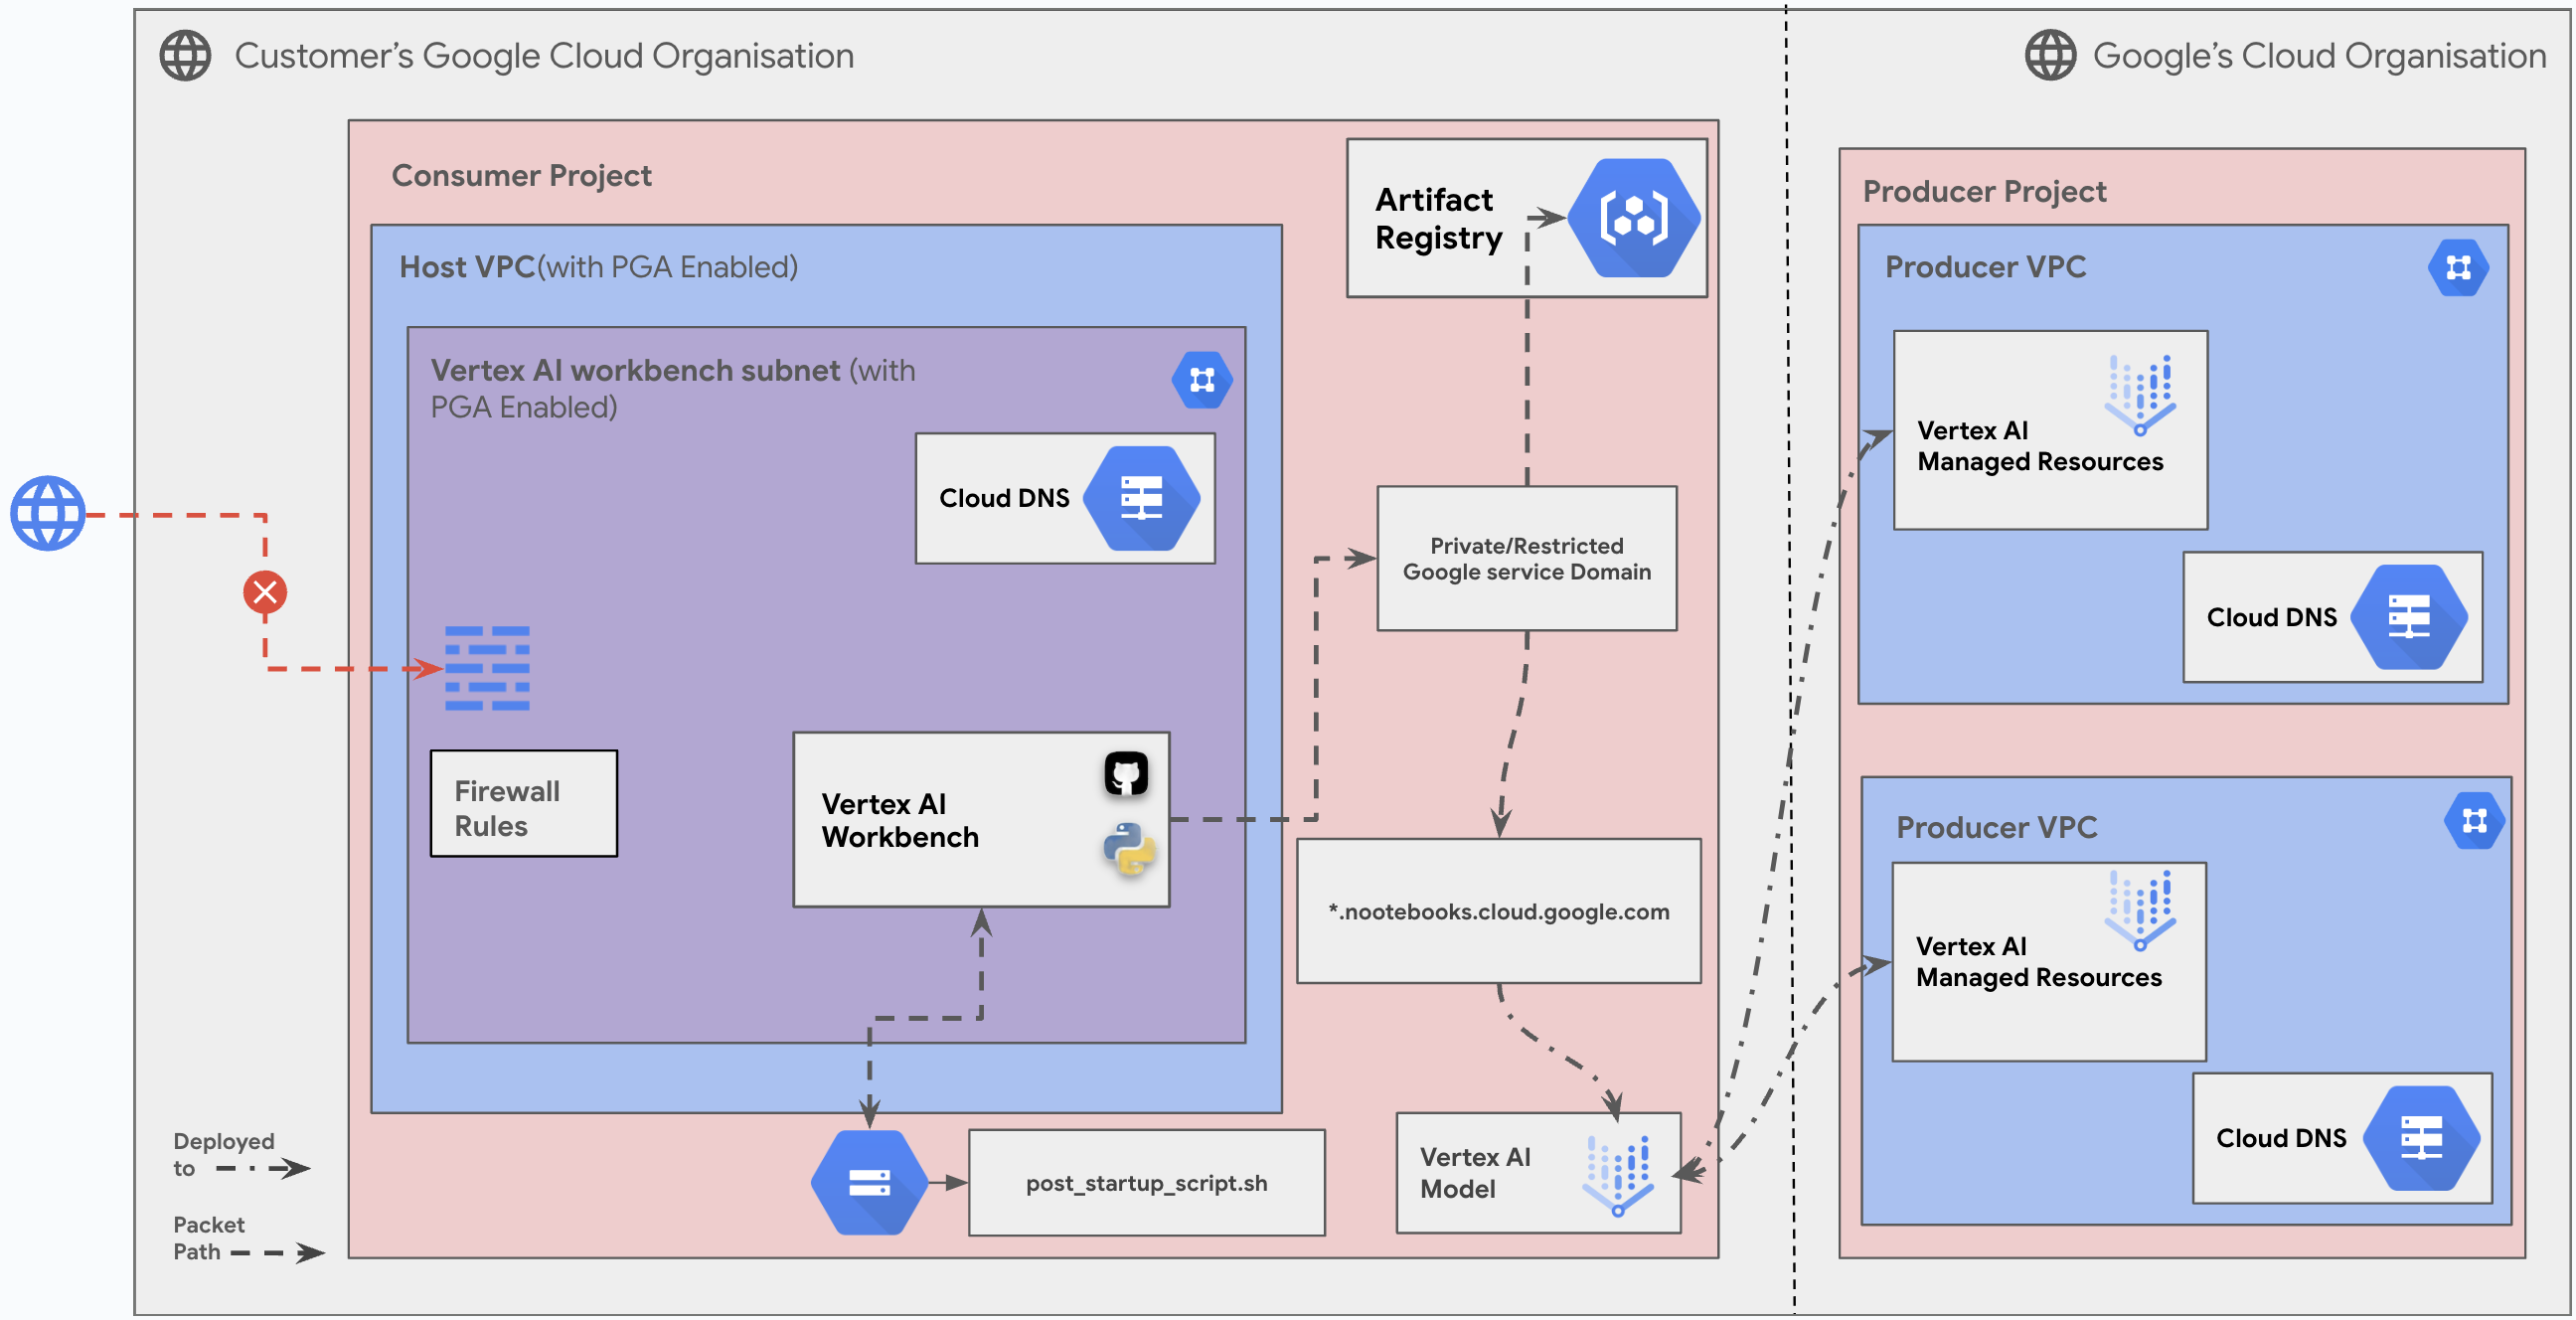 Customer's Google Cloud Organisation
Google's Cloud Organisation
Consumer Project
Host VPC(with PGA Enabled)
Vertex AI workbench subnet (with
PGA Enabled)
Cloud DNS
Firewall
Rules
Vertex AI
Workbench
Artifact
Registry
Private/Restricted
Google service Domain
*.nootebooks.cloud.google.com
post_startup_script.sh
Vertex AI
Model
Deployed
to
Packet
Path
Producer Project
Producer VPC
Vertex AI
Managed Resources
Cloud DNS
Producer VPC
Vertex AI
Managed Resources
Cloud DNS